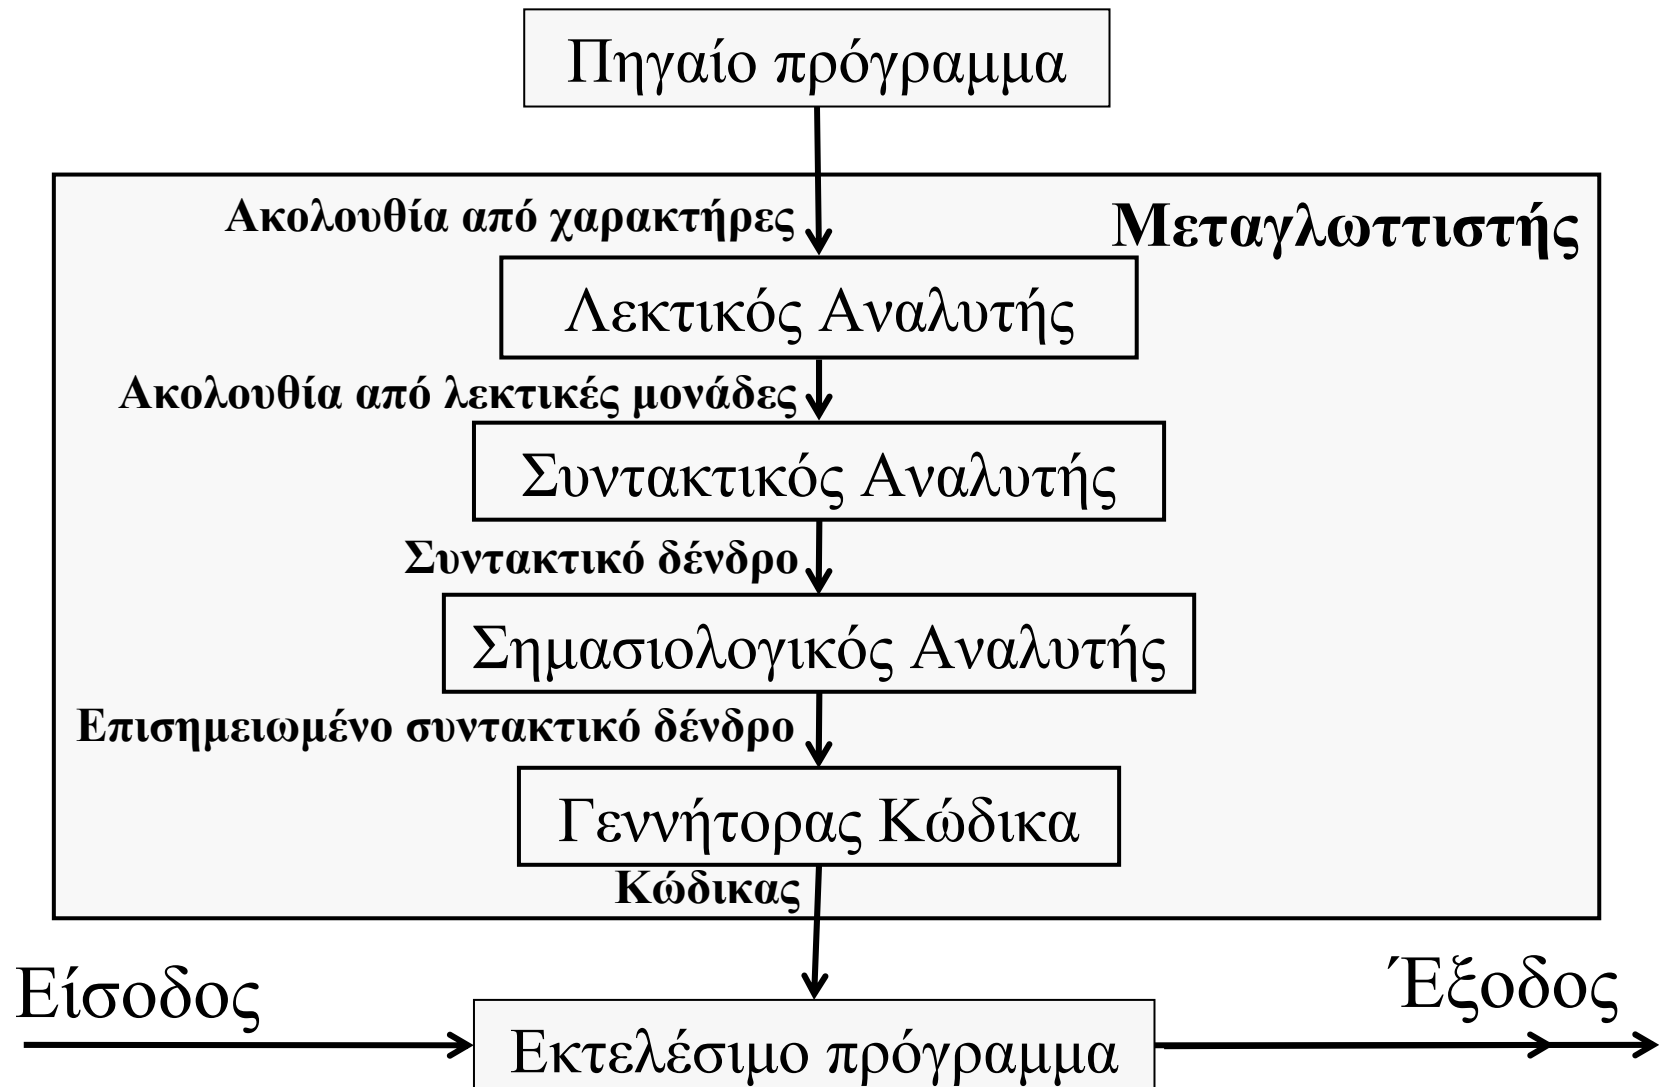 Πηγαίο πρόγραμμα
Ακολουθία από χαρακτήρες
Μεταγλωττιστής
Λεκτικός Αναλυτής
Ακολουθία από λεκτικές μονάδες
Συντακτικός Αναλυτής
Συντακτικό δένδρο
Σημασιολογικός Αναλυτής
Επισημειωμένο συντακτικό δένδρο
Γεννήτορας Κώδικα
Κώδικας
Είσοδος
Έξοδος
Εκτελέσιμο πρόγραμμα